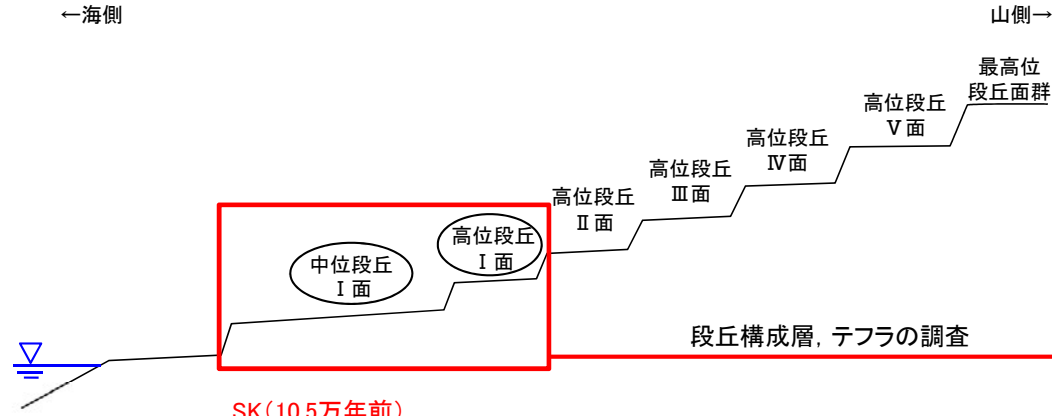 ←海側
山側→
最高位
段丘面群
高位段丘
Ⅴ面
高位段丘
Ⅳ面
高位段丘
Ⅲ面
高位段丘
Ⅱ面
高位段丘
Ⅰ面
中位段丘
Ⅰ面
段丘構成層，テフラの調査
SK（10.5万年前）